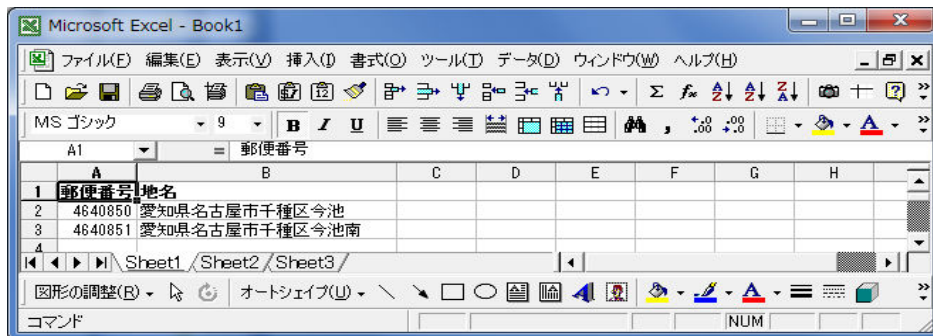 Microsoft Excel - Book1
ファイル(F) 編集(E) 表示(V) 挿入(I) 書式(O) ツール(T) データ(D) ウィンドウ(W) ヘルプ(H)
MS ゴシック 9 B I U
A1 = 郵便番号
A B C D E F G H
1 郵便番号 地名
2 4640850 愛知県名古屋市千種区今池
3 4640851 愛知県名古屋市千種区今池南
4
Sheet1 Sheet2 Sheet3
図形の調整(R) オートシェイプ(U)
コマンド NUM